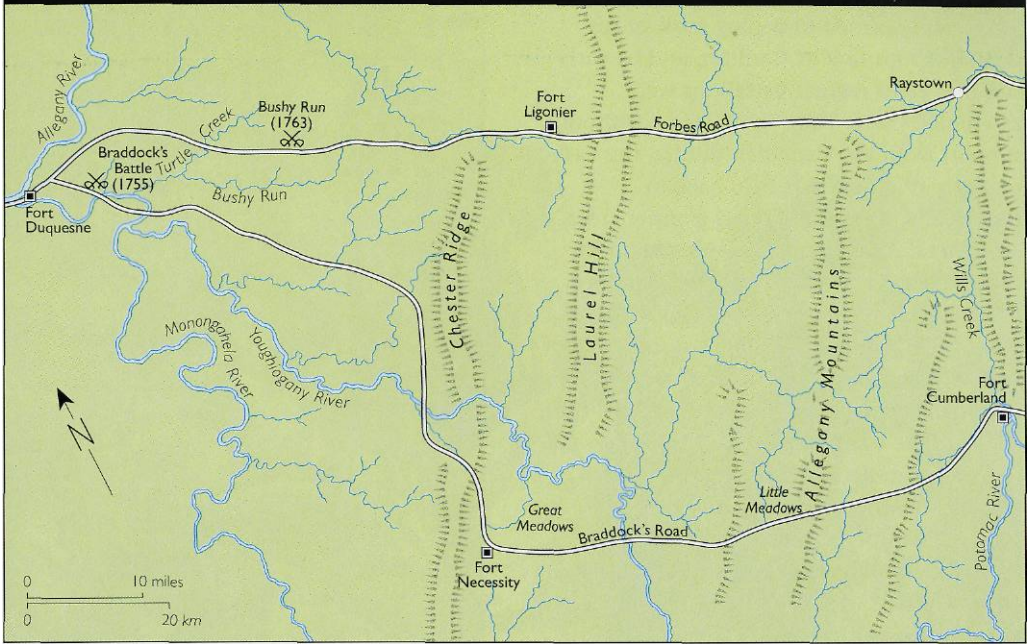 Allegany River
Bushy Run
(1763)
Turtle Creek
Braddock's
Battle
(1755)
Bushy Run
Fort
Duquesne
Fort
Ligonier
Forbes Road
Raystown
Chester Ridge
Laurel Hill
Allegany Mountains
Wills Creek
Monongahela
River
Youghiogany River
Fort
Cumberland
Great
Meadows
Little
Meadows
Braddock's Road
Fort
Necessity
Potomac River
N
0 10 miles
0 20 km